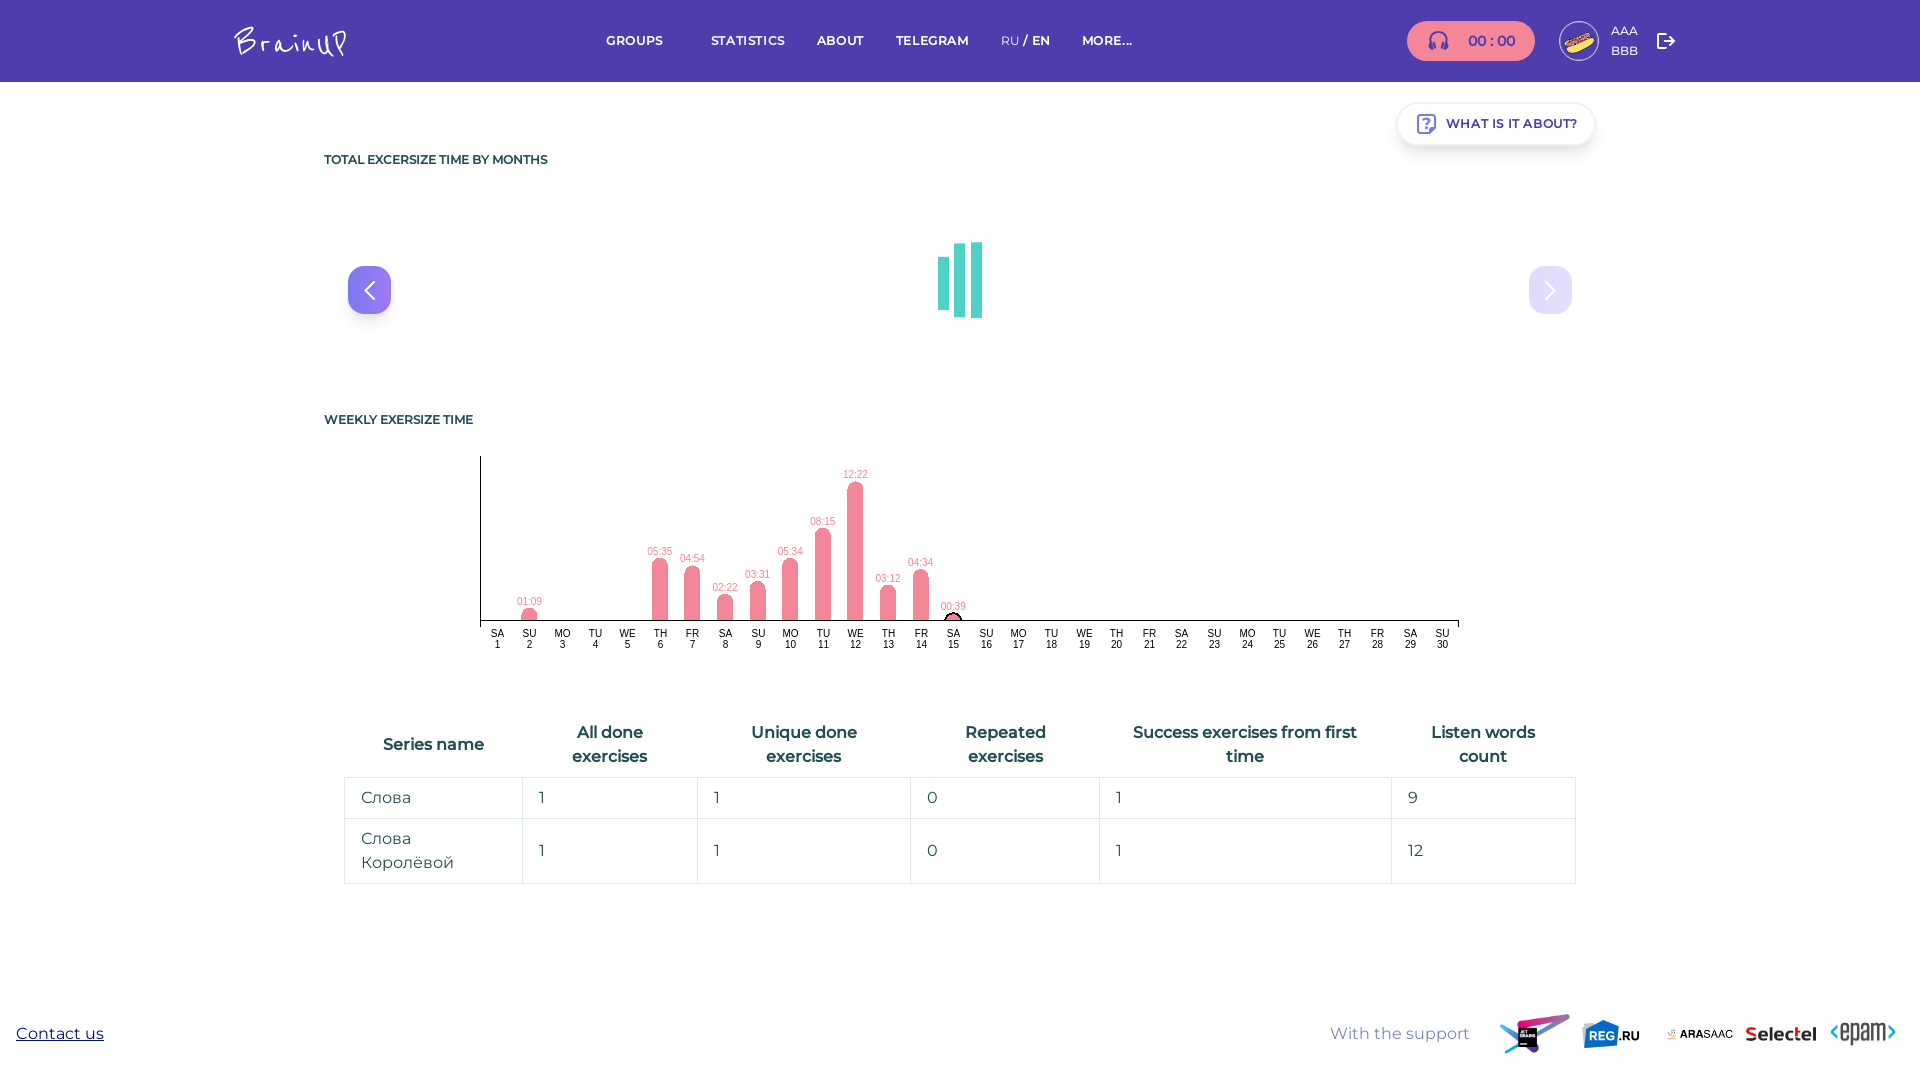 BrainUP
GROUPS
STATISTICS
ABOUT
TELEGRAM
RU / EN
MORE...
00 : 00
AAA
BBB
WHAT IS IT ABOUT?
TOTAL EXCERSIZE TIME BY MONTHS
WEEKLY EXERSIZE TIME
12:22
08:15
05:35
05:34
04:54
04:34
03:31
03:12
02:22
01:09
00:39
SA SU MO TU WE TH FR SA SU MO TU WE TH FR SA SU MO TU WE TH FR SA SU MO TU WE TH FR SA SU
1 2 3 4 5 6 7 8 9 10 11 12 13 14 15 16 17 18 19 20 21 22 23 24 25 26 27 28 29 30
Series name
All done
exercises
Unique done
exercises
Repeated
exercises
Success exercises from first
time
Listen words
count
Слова 1 1 0 1 9
Слова
Королёвой
1 1 0 1 12
Contact us
With the support
JET
BRAINS
REG.RU
ARASAAC
Selectel
<epam>